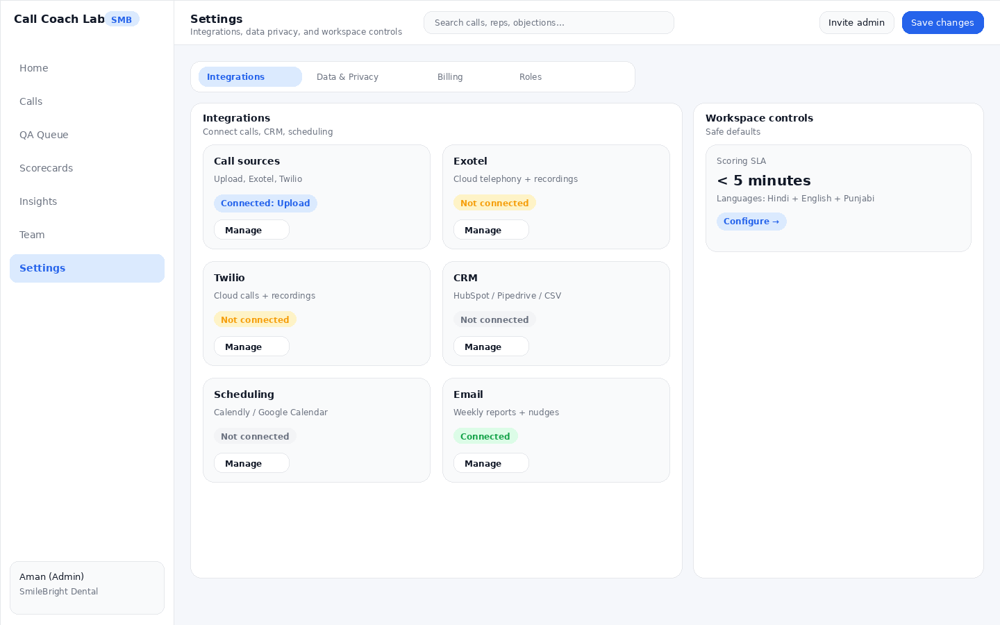 Call Coach Lab SMB
Home
Calls
QA Queue
Scorecards
Insights
Team
Settings
Aman (Admin)
SmileBright Dental
Settings
Integrations, data privacy, and workspace controls
Search calls, reps, objections...
Invite admin
Save changes
Integrations
Data & Privacy
Billing
Roles
Integrations
Connect calls, CRM, scheduling
Call sources
Upload, Exotel, Twilio
Connected: Upload
Manage
Exotel
Cloud telephony + recordings
Not connected
Manage
Twilio
Cloud calls + recordings
Not connected
Manage
CRM
HubSpot / Pipedrive / CSV
Not connected
Manage
Scheduling
Calendly / Google Calendar
Not connected
Manage
Email
Weekly reports + nudges
Connected
Manage
Workspace controls
Safe defaults
Scoring SLA
< 5 minutes
Languages: Hindi + English + Punjabi
Configure →